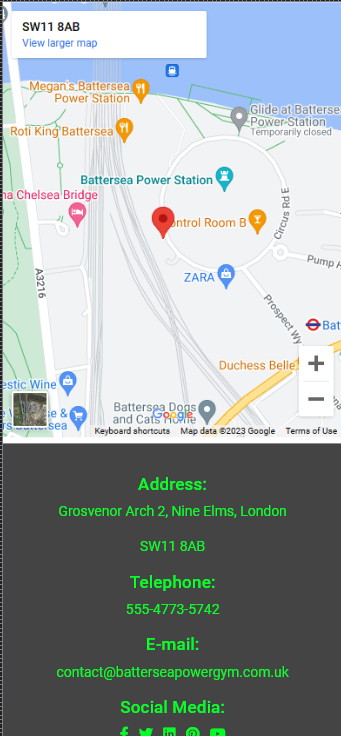 SW11 8AB
View larger map
Megan's Battersea
Power Station
Glide at Batterse
Power Station
Temporarily closed
Roti King Battersea
Battersea Power Station
na Chelsea Bridge
Control Room B
Circus Rd E
Pump
ZARA
A3216
Prospect Wy
Bat
Duchess Belle
estic Wine
Battersea Dogs
and Cats Home
&
rs Battersea
Google
Keyboard shortcuts Map data ©2023 Google Terms of Use
Address:
Grosvenor Arch 2, Nine Elms, London
SW11 8AB
Telephone:
555-4773-5742
E-mail:
contact@batterseapowergym.com.uk
Social Media: